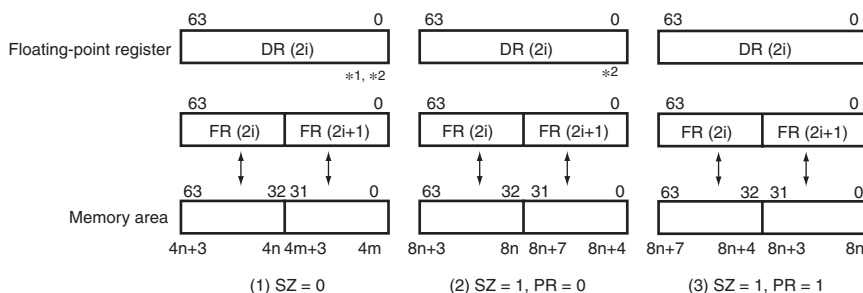 63 0 63 0 63 0
Floating-point register DR (2i) DR (2i) DR (2i)
*1, *2 *2
63 0 63 0 63 0
FR (2i) FR (2i+1) FR (2i) FR (2i+1) FR (2i) FR (2i+1)
63 32 31 0 63 32 31 0 63 32 31 0
Memory area
4n+3 4n 4m+3 4m 8n+3 8n 8n+7 8n+4 8n+7 8n+4 8n+3 8n
(1) SZ = 0 (2) SZ = 1, PR = 0 (3) SZ = 1, PR = 1